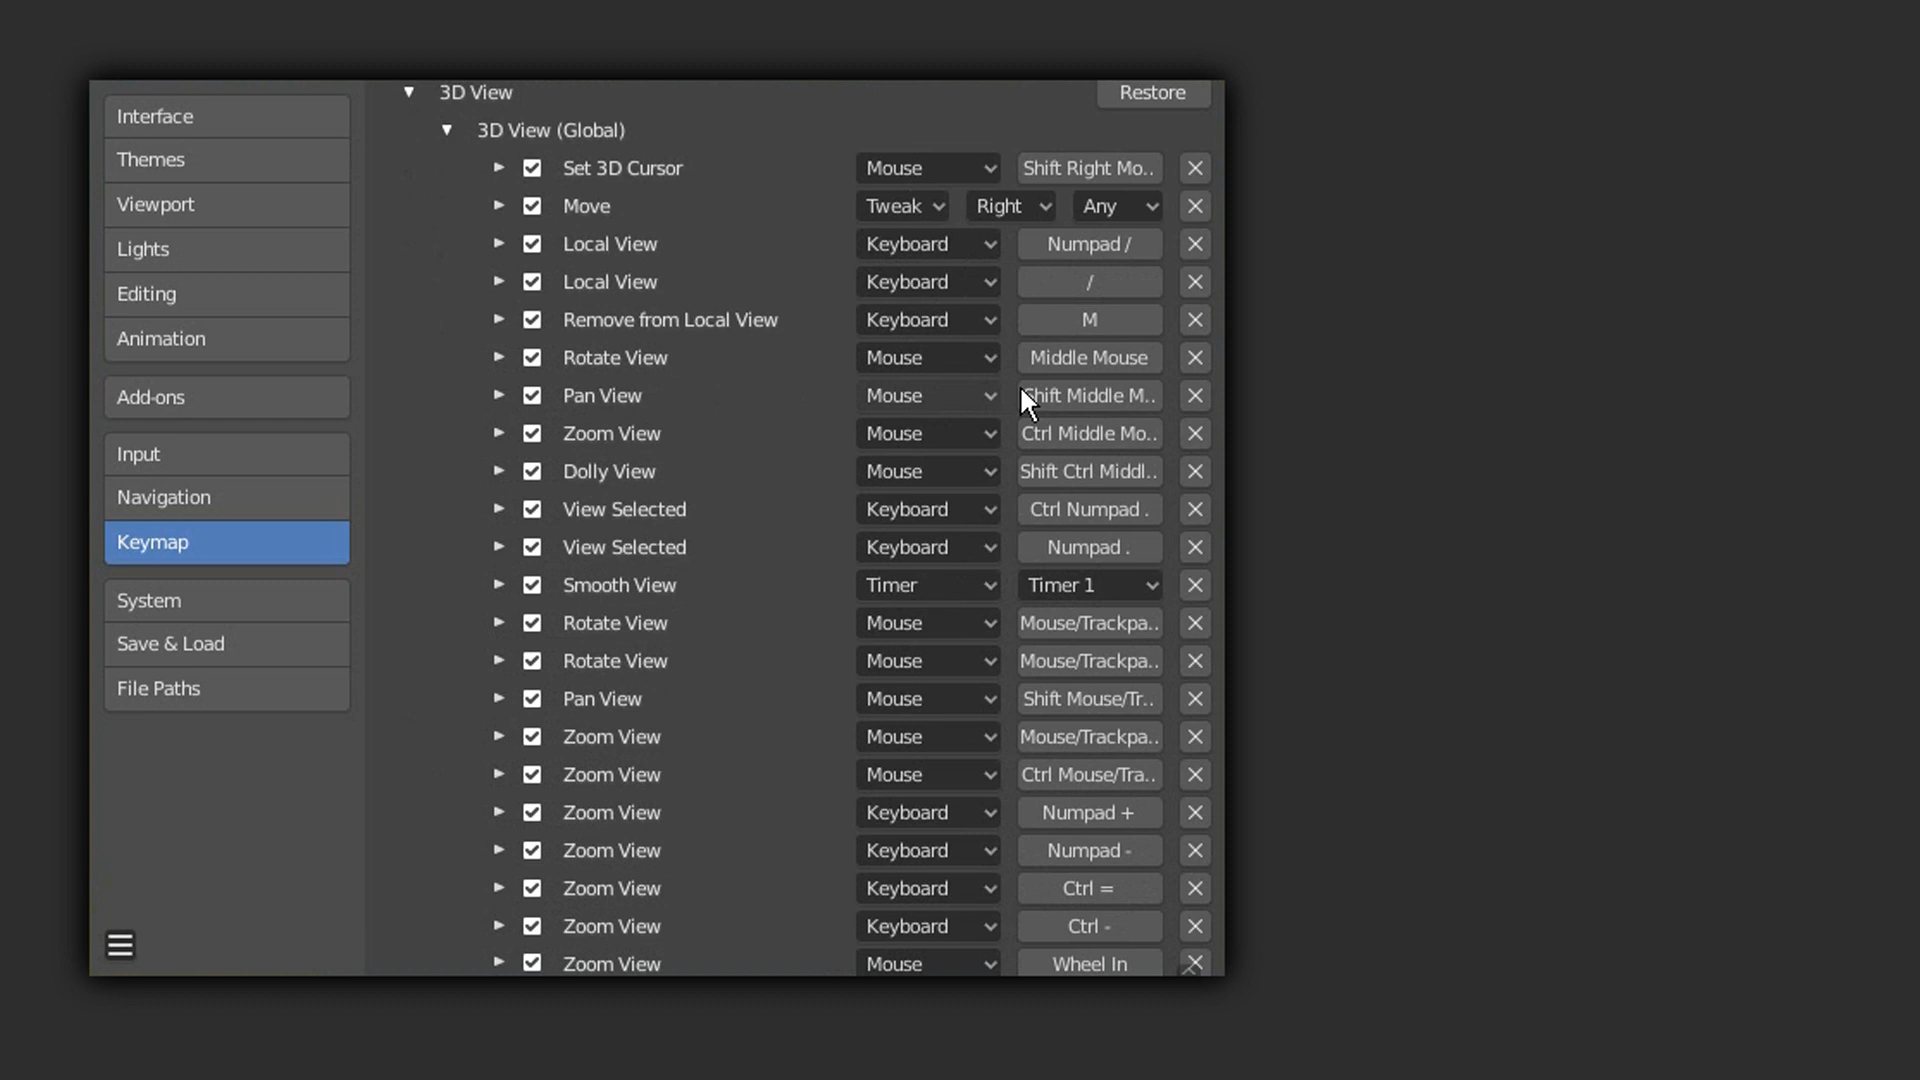 3D View Restore
Interface
3D View (Global)
Themes
Set 3D Cursor Mouse Shift Right Mo..
Viewport
Move Tweak Right Any
Lights
Local View Keyboard Numpad /
Editing
Local View Keyboard /
Animation
Remove from Local View Keyboard M
Rotate View Mouse Middle Mouse
Add-ons
Pan View Mouse Shift Middle M..
Input
Zoom View Mouse Ctrl Middle Mo..
Navigation
Dolly View Mouse Shift Ctrl Middl..
Keymap
View Selected Keyboard Ctrl Numpad .
View Selected Keyboard Numpad .
System
Smooth View Timer Timer 1
Save & Load
Rotate View Mouse Mouse/Trackpa..
File Paths
Rotate View Mouse Mouse/Trackpa..
Pan View Mouse Shift Mouse/Tr..
Zoom View Mouse Mouse/Trackpa..
Zoom View Mouse Ctrl Mouse/Tra..
Zoom View Keyboard Numpad +
Zoom View Keyboard Numpad -
Zoom View Keyboard Ctrl =
Zoom View Keyboard Ctrl -
Zoom View Mouse Wheel In